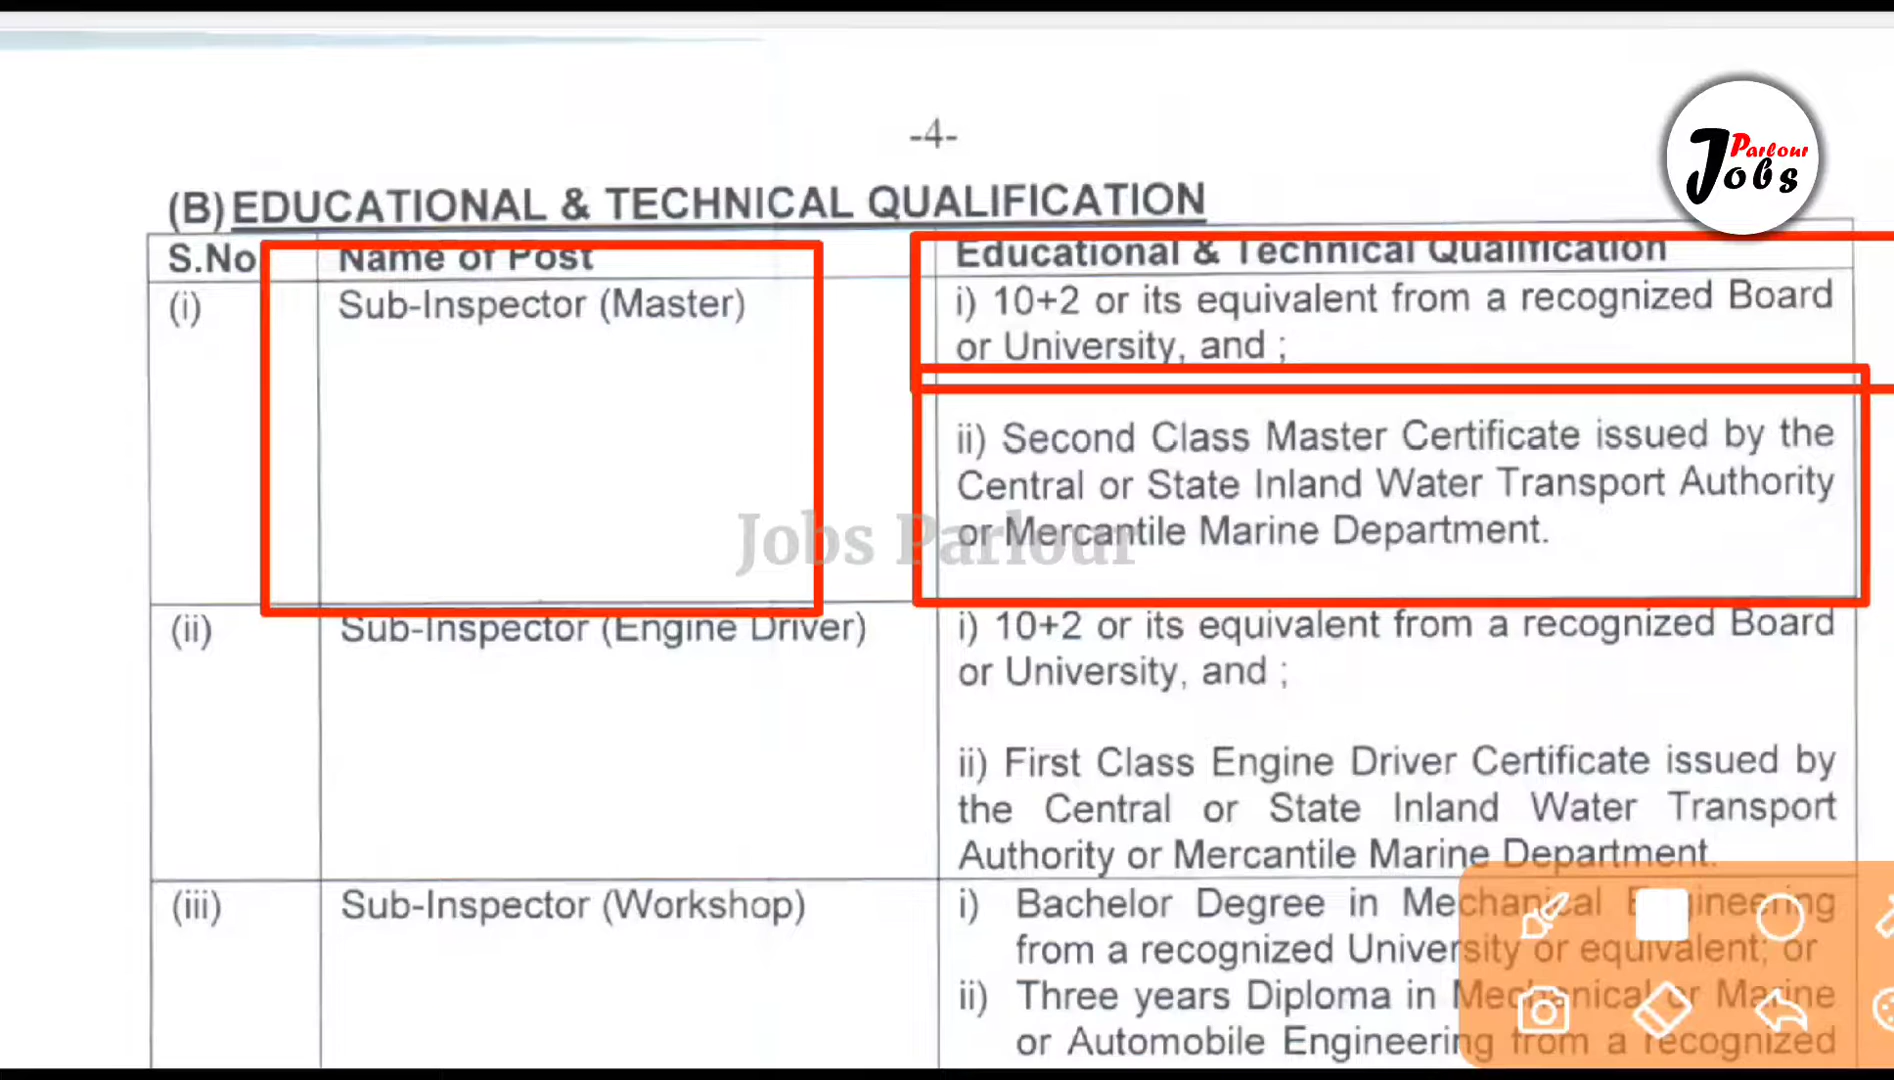 -4-
Parlour
Jobs
(B) EDUCATIONAL & TECHNICAL QUALIFICATION
S.No Name of Post Educational & Technical Qualification
(i) Sub-Inspector (Master) i) 10+2 or its equivalent from a recognized Board
or University, and ;
ii) Second Class Master Certificate issued by the
Central or State Inland Water Transport Authority
or Mercantile Marine Department.
Jobs Parlour
(ii) Sub-Inspector (Engine Driver) i) 10+2 or its equivalent from a recognized Board
or University, and ;
ii) First Class Engine Driver Certificate issued by
the Central or State Inland Water Transport
Authority or Mercantile Marine Department.
(iii) Sub-Inspector (Workshop) i) Bachelor Degree in Mechanical Engineering
from a recognized University or equivalent; or
ii) Three years Diploma in Mechanical or Marine
or Automobile Engineering from a recognized